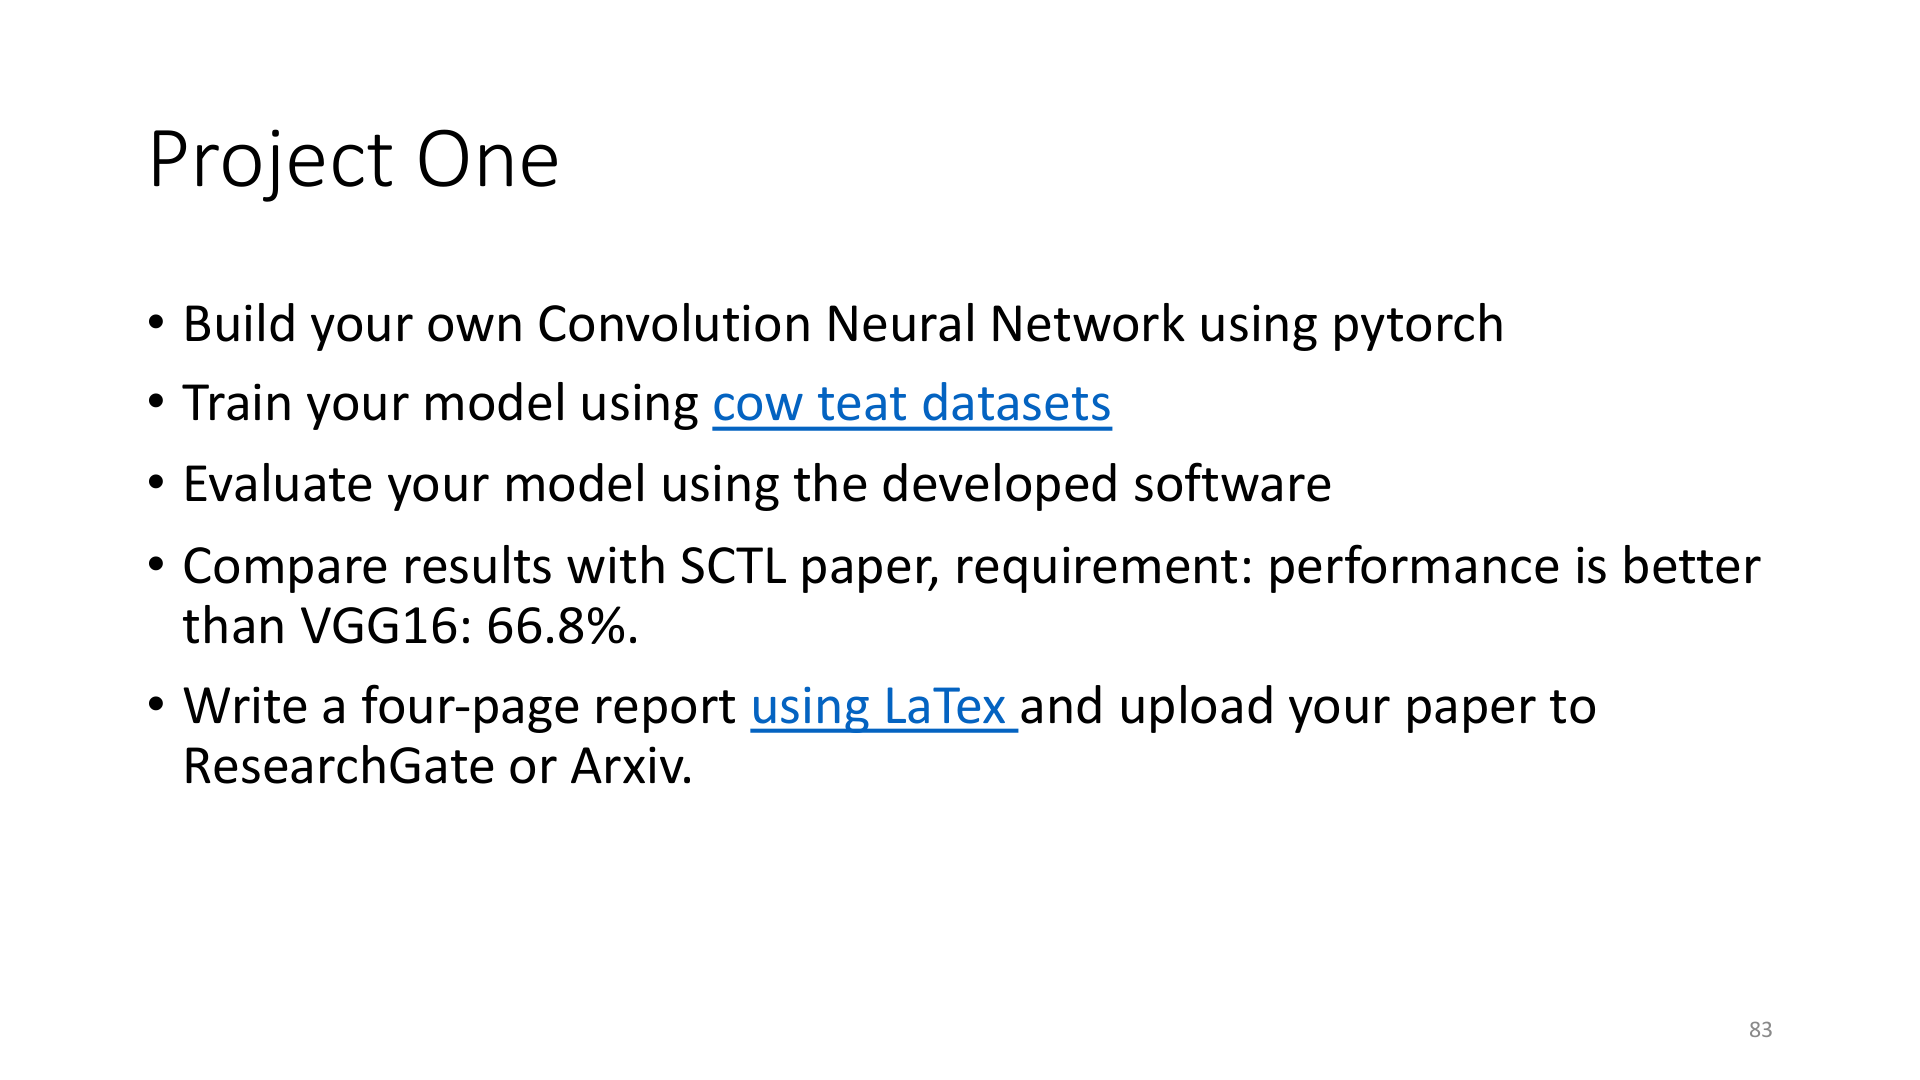 Project One
• Build your own Convolution Neural Network using pytorch
• Train your model using cow teat datasets
• Evaluate your model using the developed software
• Compare results with SCTL paper, requirement: performance is better
than VGG16: 66.8%.
• Write a four-page report using LaTex and upload your paper to
ResearchGate or Arxiv.
83